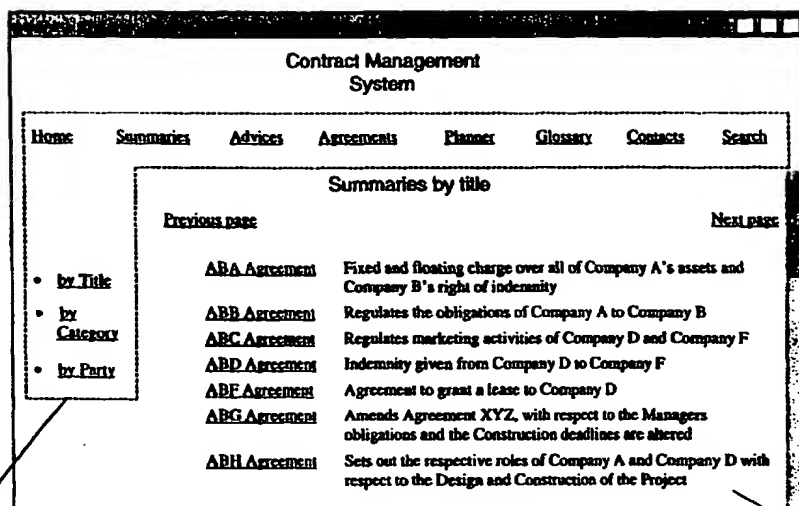 Contract Management
System
Home Summaries Advices Agreements Planner Glossary Contacts Search
Summaries by title
Previous page Next page
• by Title
• by
Category
• by Party
ABA Agreement Fixed and floating charge over all of Company A's assets and
Company B's right of indemnity
ABB Agreement Regulates the obligations of Company A to Company B
ABC Agreement Regulates marketing activities of Company D and Company F
ABD Agreement Indemnity given from Company D to Company F
ABF Agreement Agreement to grant a lease to Company D
ABG Agreement Amends Agreement XYZ, with respect to the Managers
obligations and the Construction deadlines are altered
ABH Agreement Sets out the respective roles of Company A and Company D with
respect to the Design and Construction of the Project